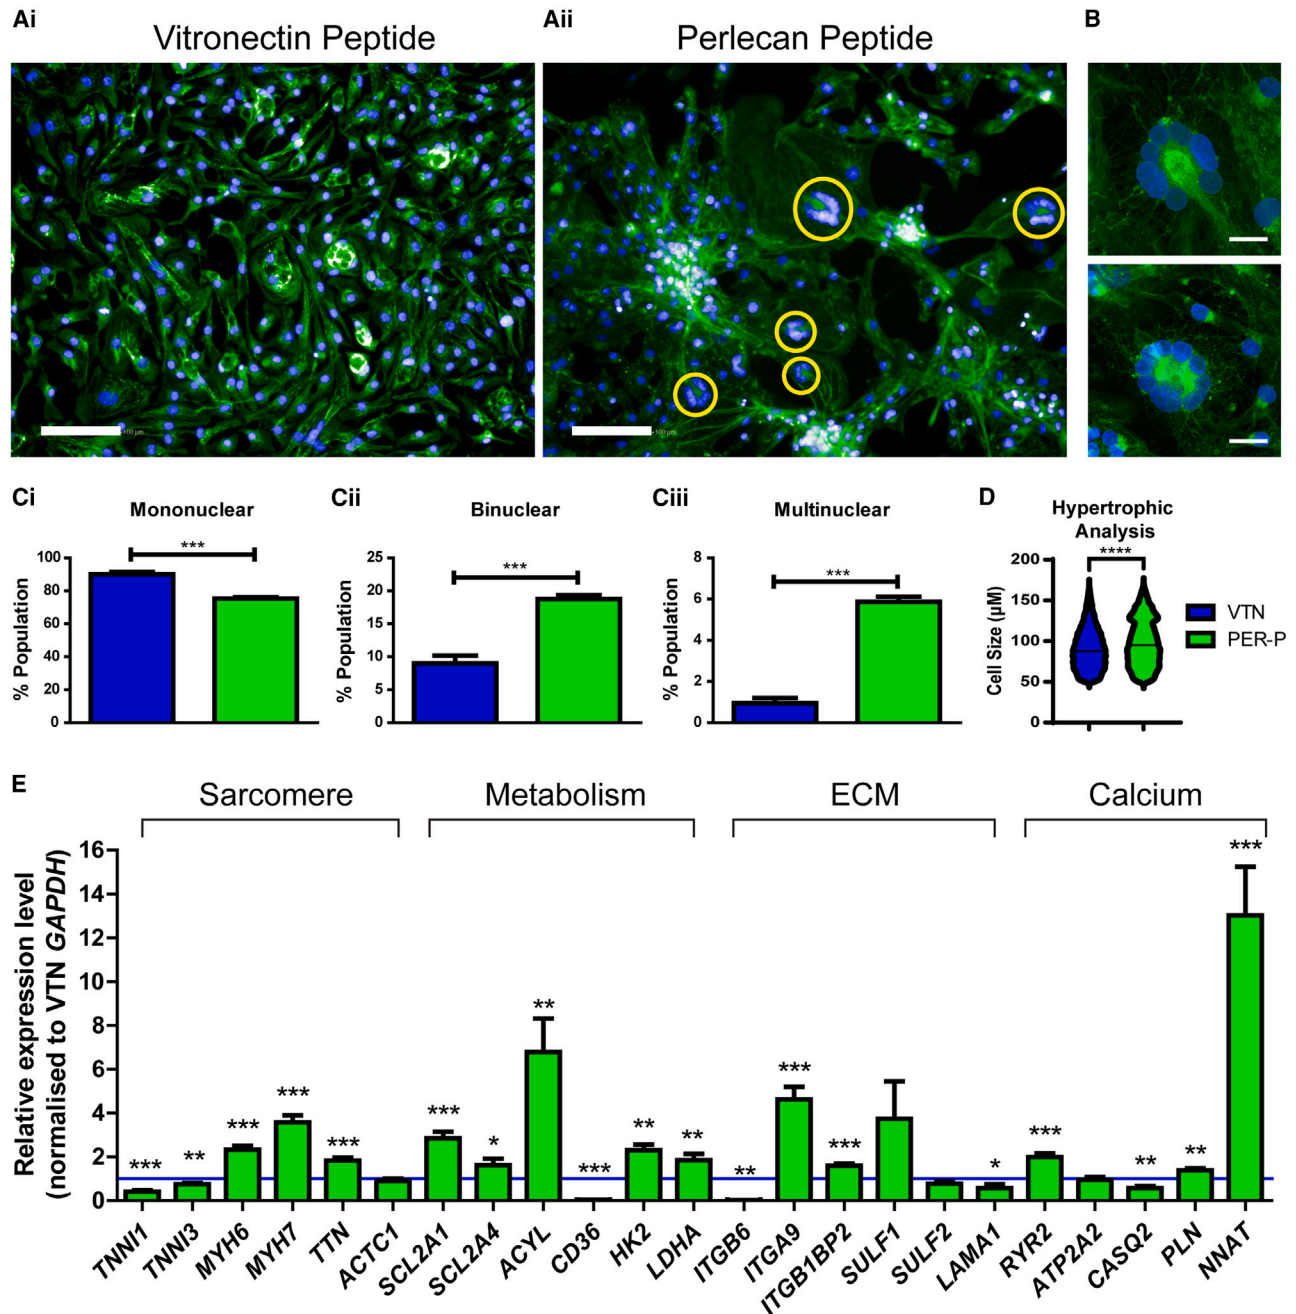 Ai
Vitronectin Peptide
Aii
Perlecan Peptide
B
100 µm
100 µm
Ci
Mononuclear
***
% Population
100
80
60
40
20
0
Cii
Binuclear
***
% Population
25
20
15
10
5
0
Ciii
Multinuclear
***
% Population
8
6
4
2
0
D
Hypertrophic
Analysis
****
Cell Size (µM)
200
150
100
50
0
VTN
PER-P
E
Sarcomere Metabolism ECM Calcium
Relative expression level
(normalised to VTN GAPDH)
16
14
12
10
8
6
4
2
0
*** ** *** *** *** *** * ** *** ** ** ** *** *** * *** ** ** ***
TNNI1 TNNI3 MYH6 MYH7 TTN ACTC1 SCL2A1 SCL2A4 ACYL CD36 HK2 LDHA ITGB6 ITGA9 ITGB1BP2 SULF1 SULF2 LAMA1 RYR2 ATP2A2 CASQ2 PLN NNAT